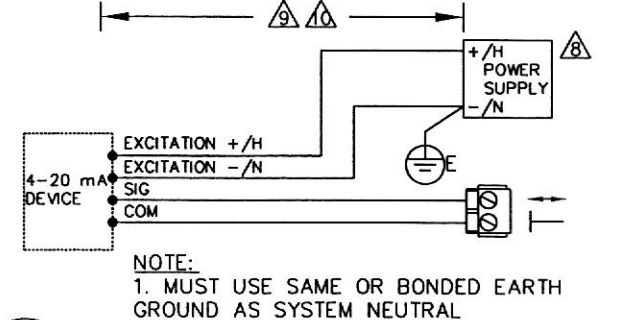 9 10
+/H
8
POWER
SUPPLY
-/N
EXCITATION +/H
EXCITATION -/N
E
4-20 mA
DEVICE
SIG
COM
NOTE:
1. MUST USE SAME OR BONDED EARTH
GROUND AS SYSTEM NEUTRAL